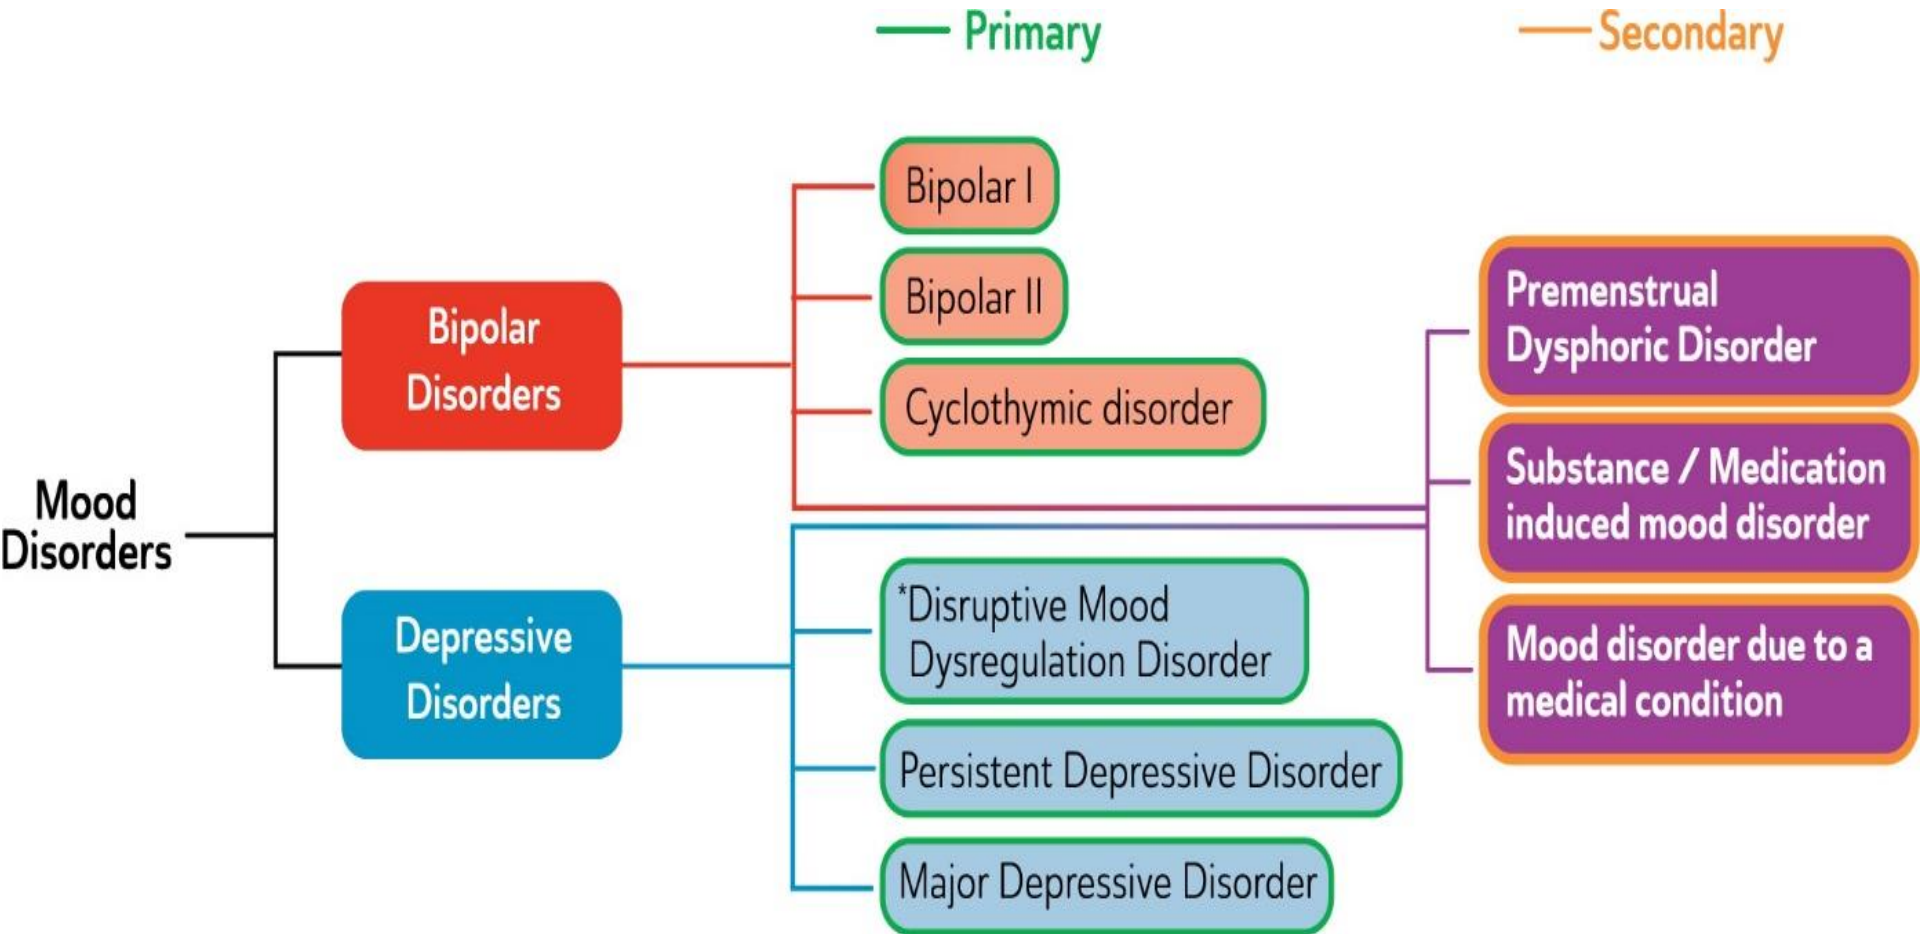 Primary
Secondary
Mood
Disorders
Bipolar
Disorders
Depressive
Disorders
Bipolar I
Bipolar II
Cyclothymic disorder
*Disruptive Mood
Dysregulation Disorder
Persistent Depressive Disorder
Major Depressive Disorder
Premenstrual
Dysphoric Disorder
Substance / Medication
induced mood disorder
Mood disorder due to a
medical condition